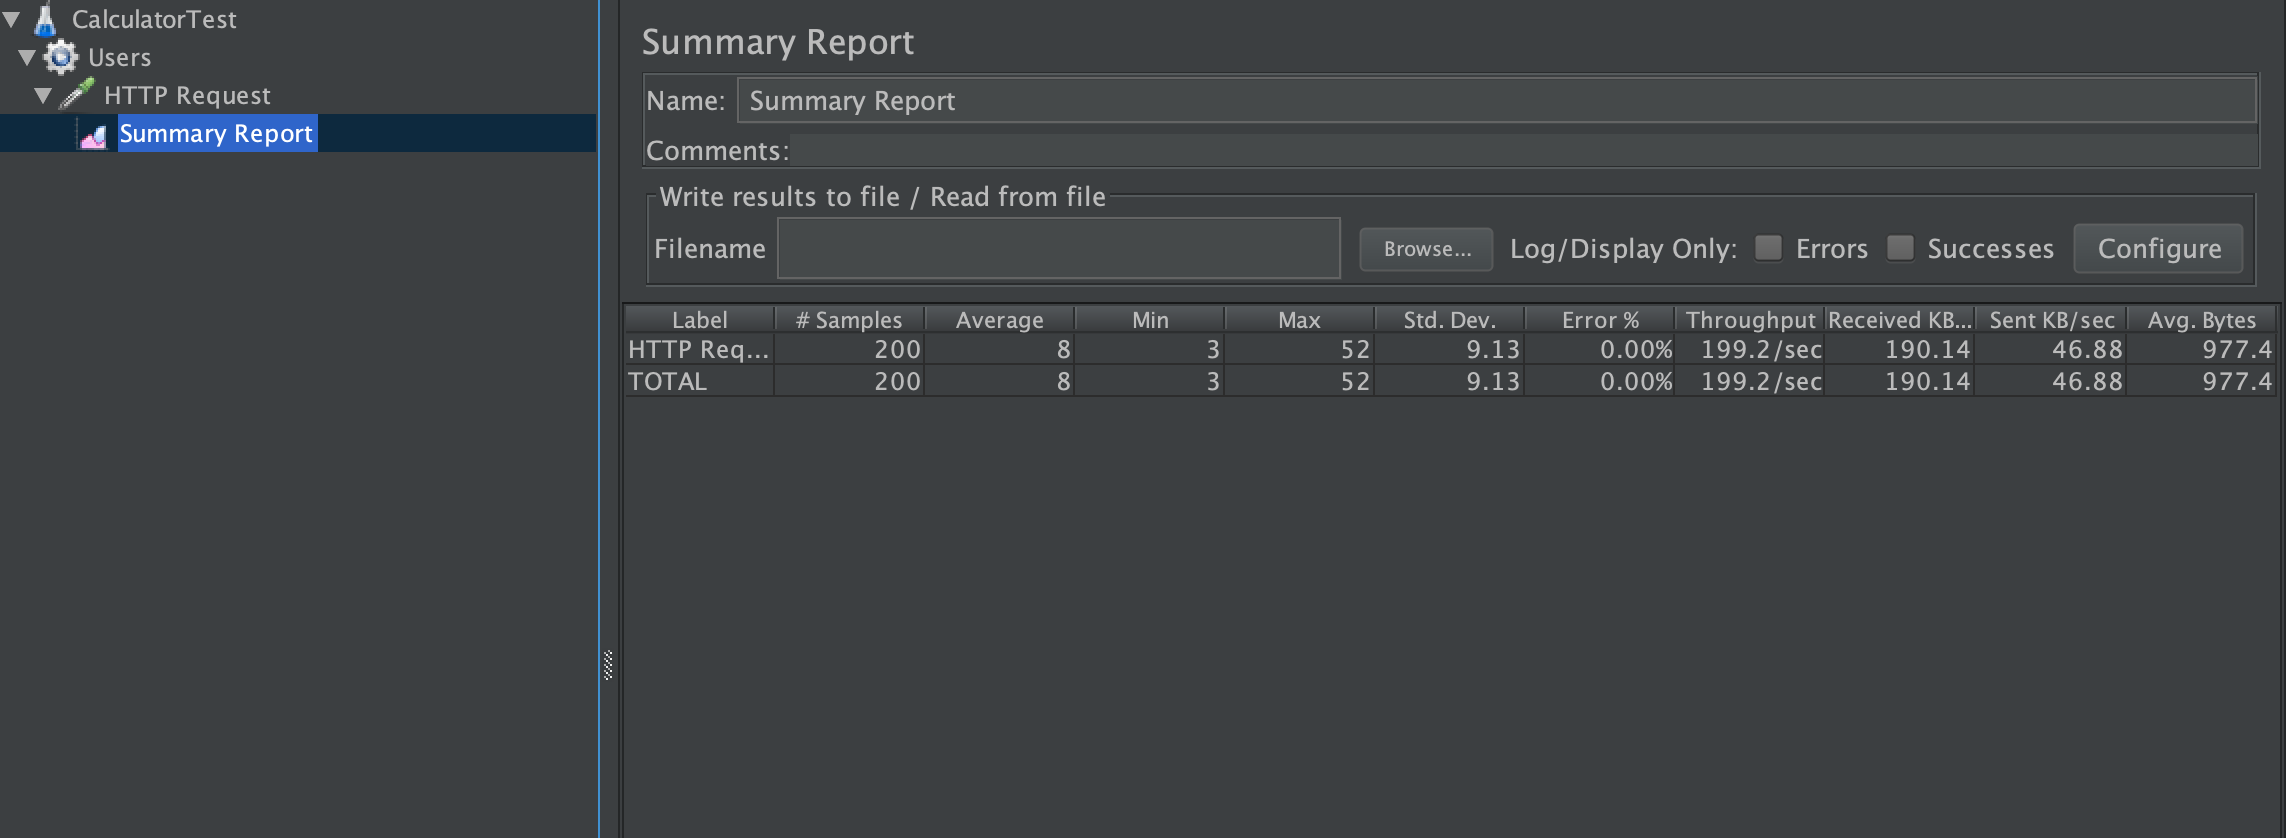 CalculatorTest
Users
HTTP Request
Summary Report
Summary Report
Name: Summary Report
Comments:
Write results to file / Read from file
Filename Browse... Log/Display Only: Errors Successes Configure
Label # Samples Average Min Max Std. Dev. Error % Throughput Received KB... Sent KB/sec Avg. Bytes
HTTP Req... 200 8 3 52 9.13 0.00% 199.2/sec 190.14 46.88 977.4
TOTAL 200 8 3 52 9.13 0.00% 199.2/sec 190.14 46.88 977.4